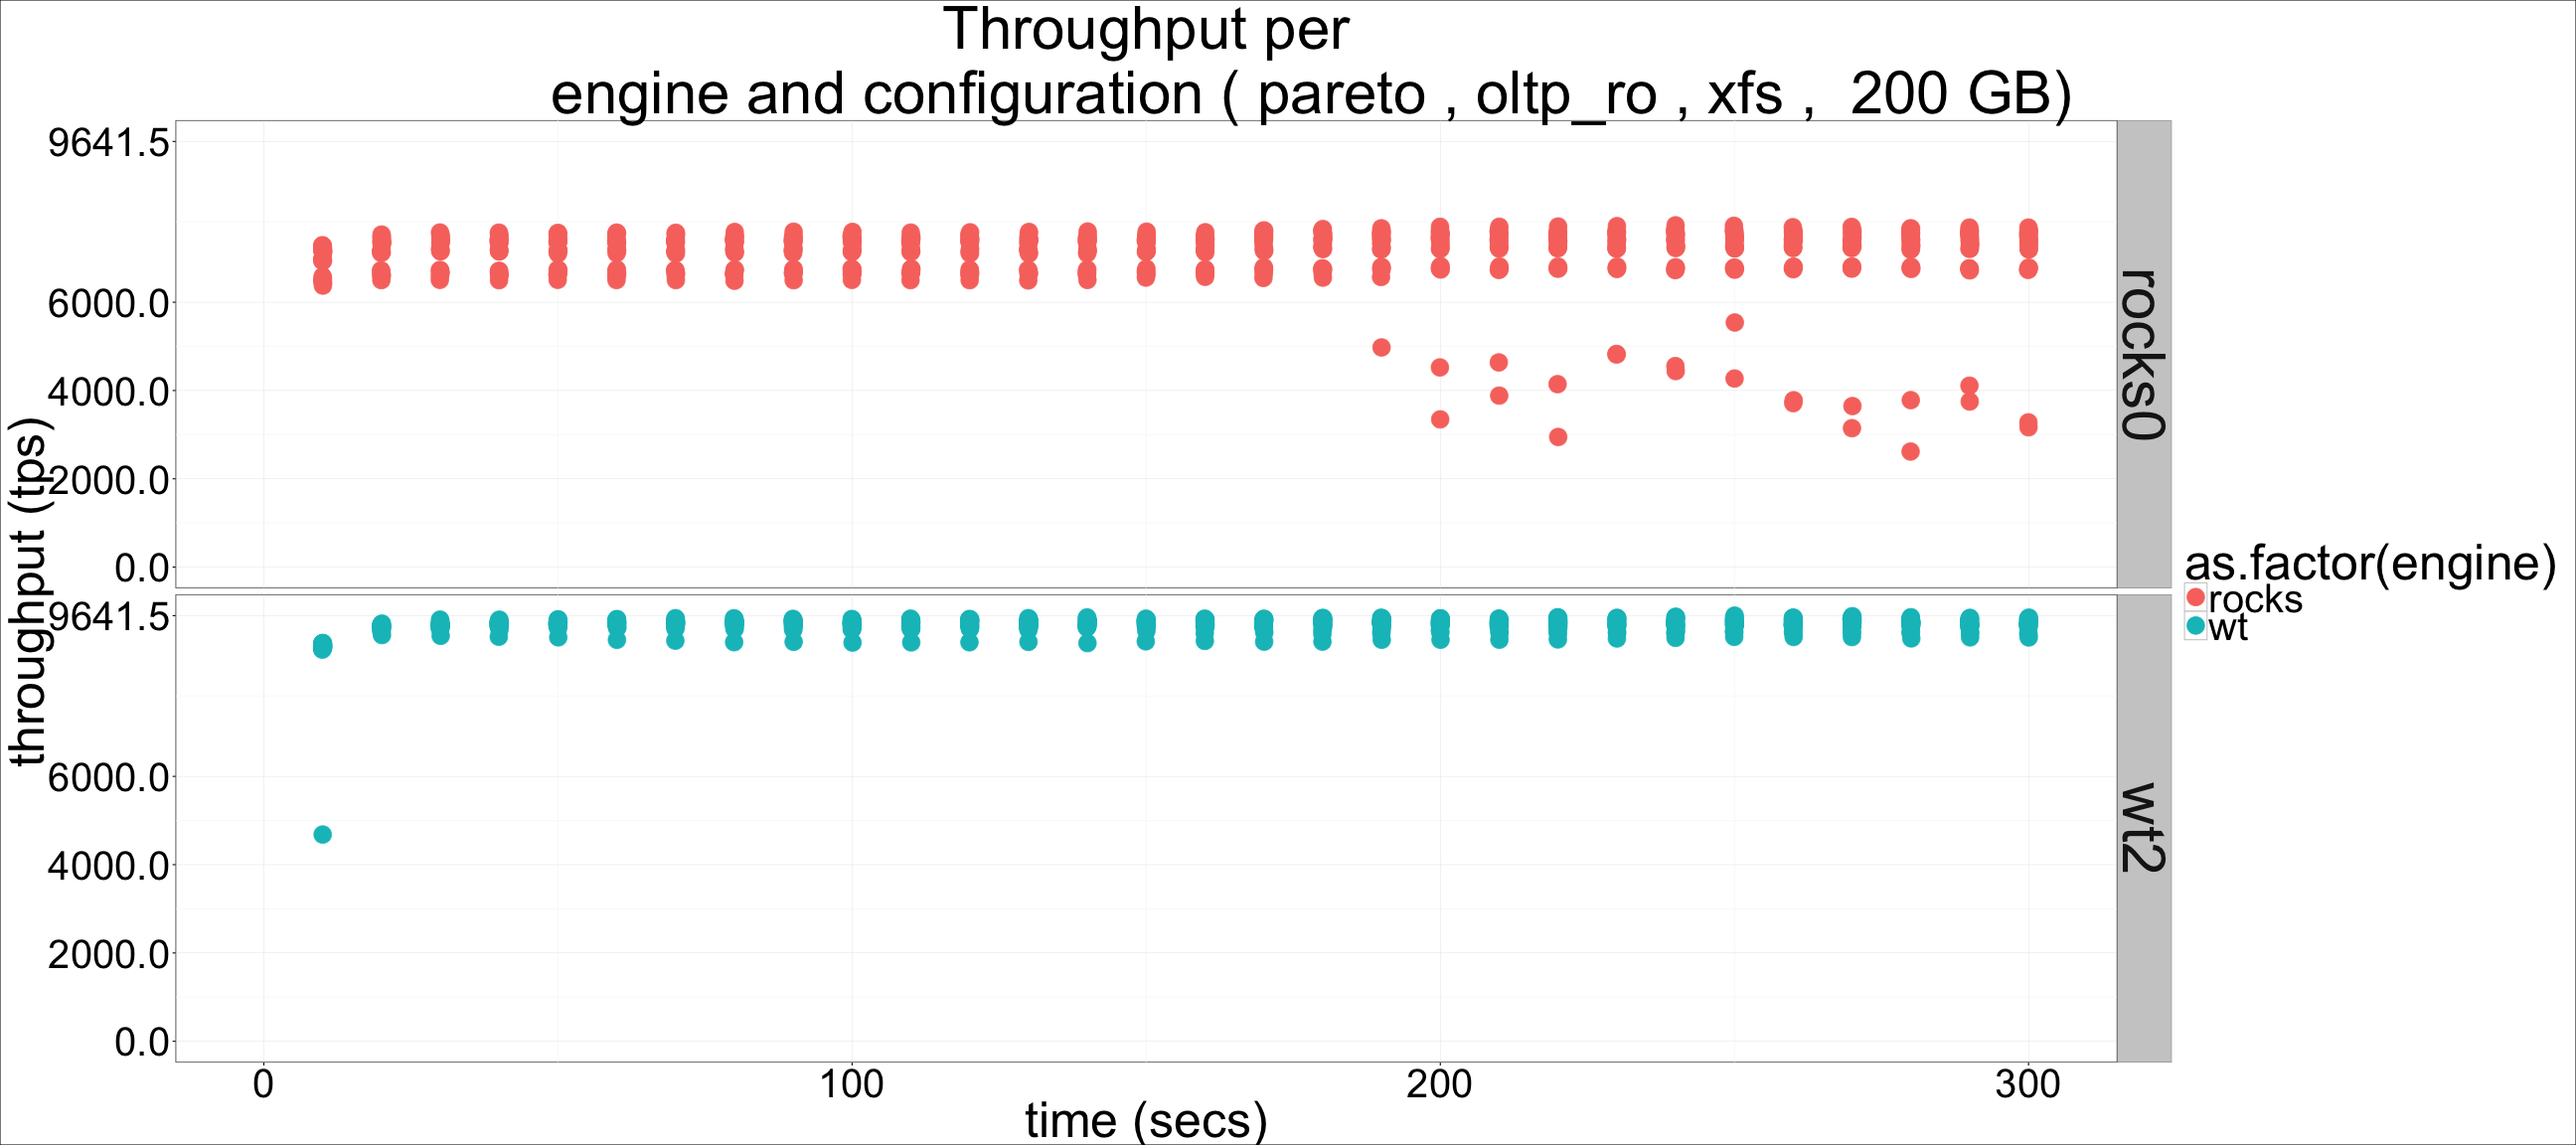 Throughput per
engine and configuration ( pareto , oltp_ro , xfs ,  200 GB)
throughput (tps)
9641.5
6000.0
4000.0
2000.0
0.0
rocks0
9641.5
6000.0
4000.0
2000.0
0.0
wt2
0 100 200 300
time (secs)
as.factor(engine)
rocks
wt